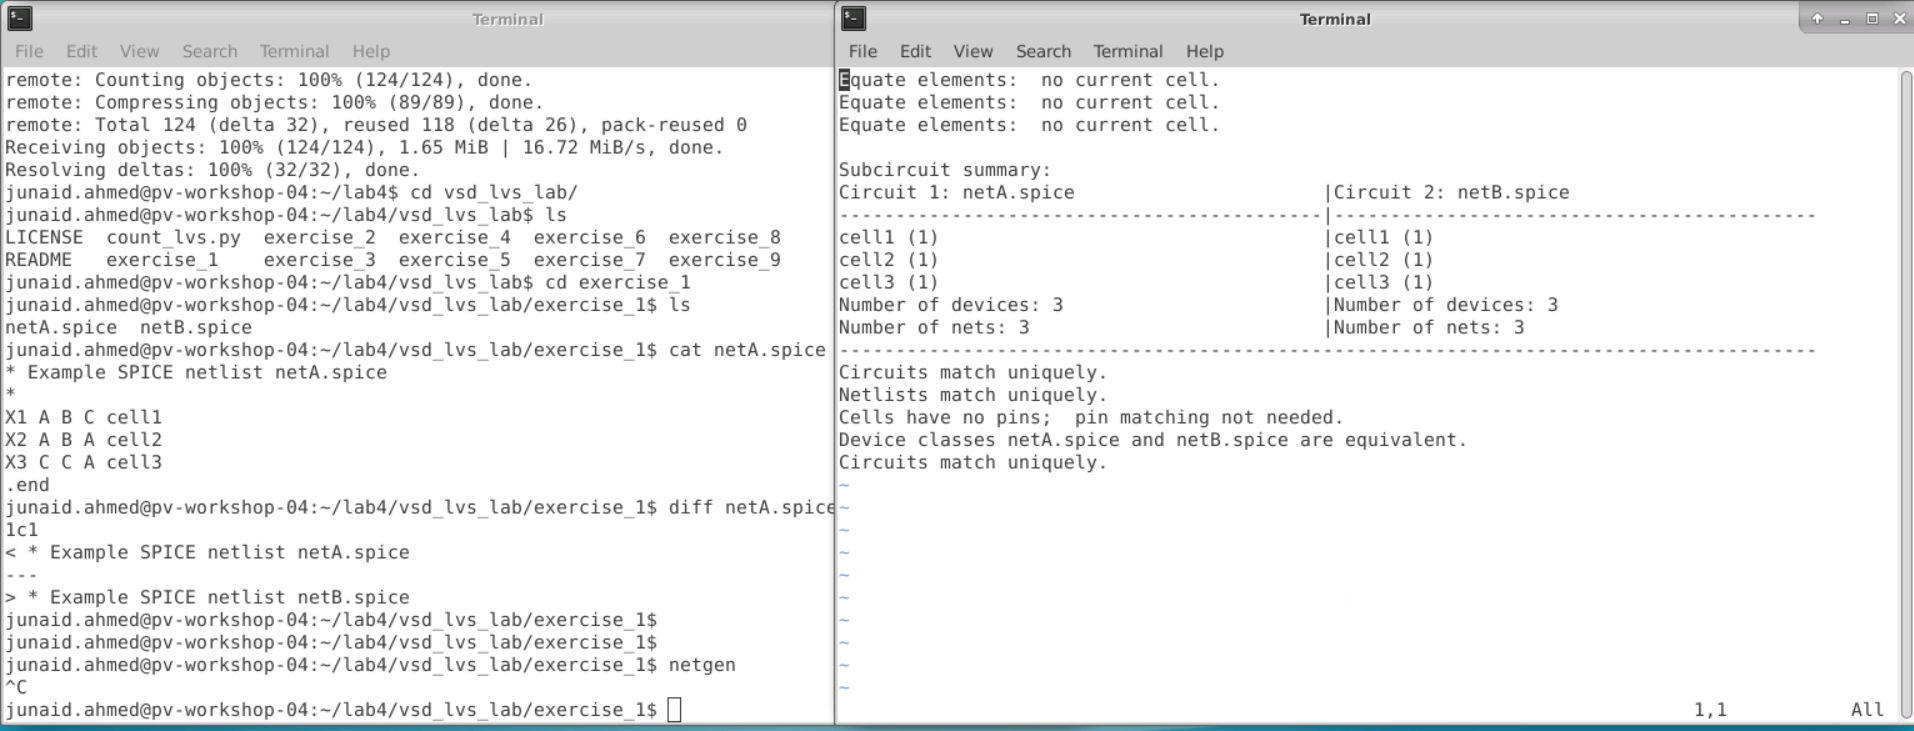 Terminal
File Edit View Search Terminal Help
remote: Counting objects: 100% (124/124), done.
remote: Compressing objects: 100% (89/89), done.
remote: Total 124 (delta 32), reused 118 (delta 26), pack-reused 0
Receiving objects: 100% (124/124), 1.65 MiB | 16.72 MiB/s, done.
Resolving deltas: 100% (32/32), done.
junaid.ahmed@pv-workshop-04:~/lab4$ cd vsd_lvs_lab/
junaid.ahmed@pv-workshop-04:~/lab4/vsd_lvs_lab$ ls
LICENSE  count_lvs.py  exercise_2  exercise_4  exercise_6  exercise_8
README   exercise_1    exercise_3  exercise_5  exercise_7  exercise_9
junaid.ahmed@pv-workshop-04:~/lab4/vsd_lvs_lab$ cd exercise_1
junaid.ahmed@pv-workshop-04:~/lab4/vsd_lvs_lab/exercise_1$ ls
netA.spice  netB.spice
junaid.ahmed@pv-workshop-04:~/lab4/vsd_lvs_lab/exercise_1$ cat netA.spice
* Example SPICE netlist netA.spice
*
X1 A B C cell1
X2 A B A cell2
X3 C C A cell3
.end
junaid.ahmed@pv-workshop-04:~/lab4/vsd_lvs_lab/exercise_1$ diff netA.spice
1c1
< * Example SPICE netlist netA.spice
---
> * Example SPICE netlist netB.spice
junaid.ahmed@pv-workshop-04:~/lab4/vsd_lvs_lab/exercise_1$
junaid.ahmed@pv-workshop-04:~/lab4/vsd_lvs_lab/exercise_1$
junaid.ahmed@pv-workshop-04:~/lab4/vsd_lvs_lab/exercise_1$ netgen
^C
junaid.ahmed@pv-workshop-04:~/lab4/vsd_lvs_lab/exercise_1$
Terminal
File Edit View Search Terminal Help
Equate elements:  no current cell.
Equate elements:  no current cell.
Equate elements:  no current cell.
Subcircuit summary:
Circuit 1: netA.spice                      |Circuit 2: netB.spice
-------------------------------------------|-------------------------------------------
cell1 (1)                                  |cell1 (1)
cell2 (1)                                  |cell2 (1)
cell3 (1)                                  |cell3 (1)
Number of devices: 3                       |Number of devices: 3
Number of nets: 3                          |Number of nets: 3
---------------------------------------------------------------------------------------
Circuits match uniquely.
Netlists match uniquely.
Cells have no pins;  pin matching not needed.
Device classes netA.spice and netB.spice are equivalent.
Circuits match uniquely.
~
~
~
~
~
~
~
~
~
~
1,1 All